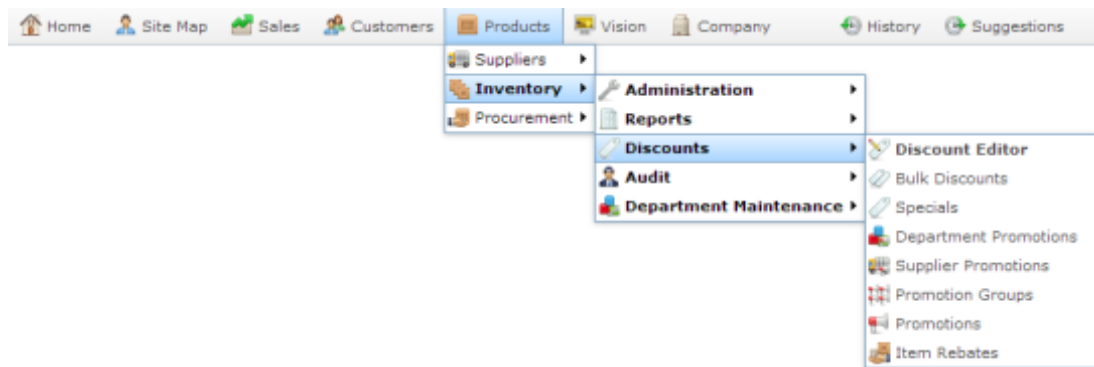 Home Site Map Sales Customers Products Vision Company History Suggestions
Suppliers
Inventory
Procurement
Administration
Reports
Discounts
Audit
Department Maintenance
Discount Editor
Bulk Discounts
Specials
Department Promotions
Supplier Promotions
Promotion Groups
Promotions
Item Rebates